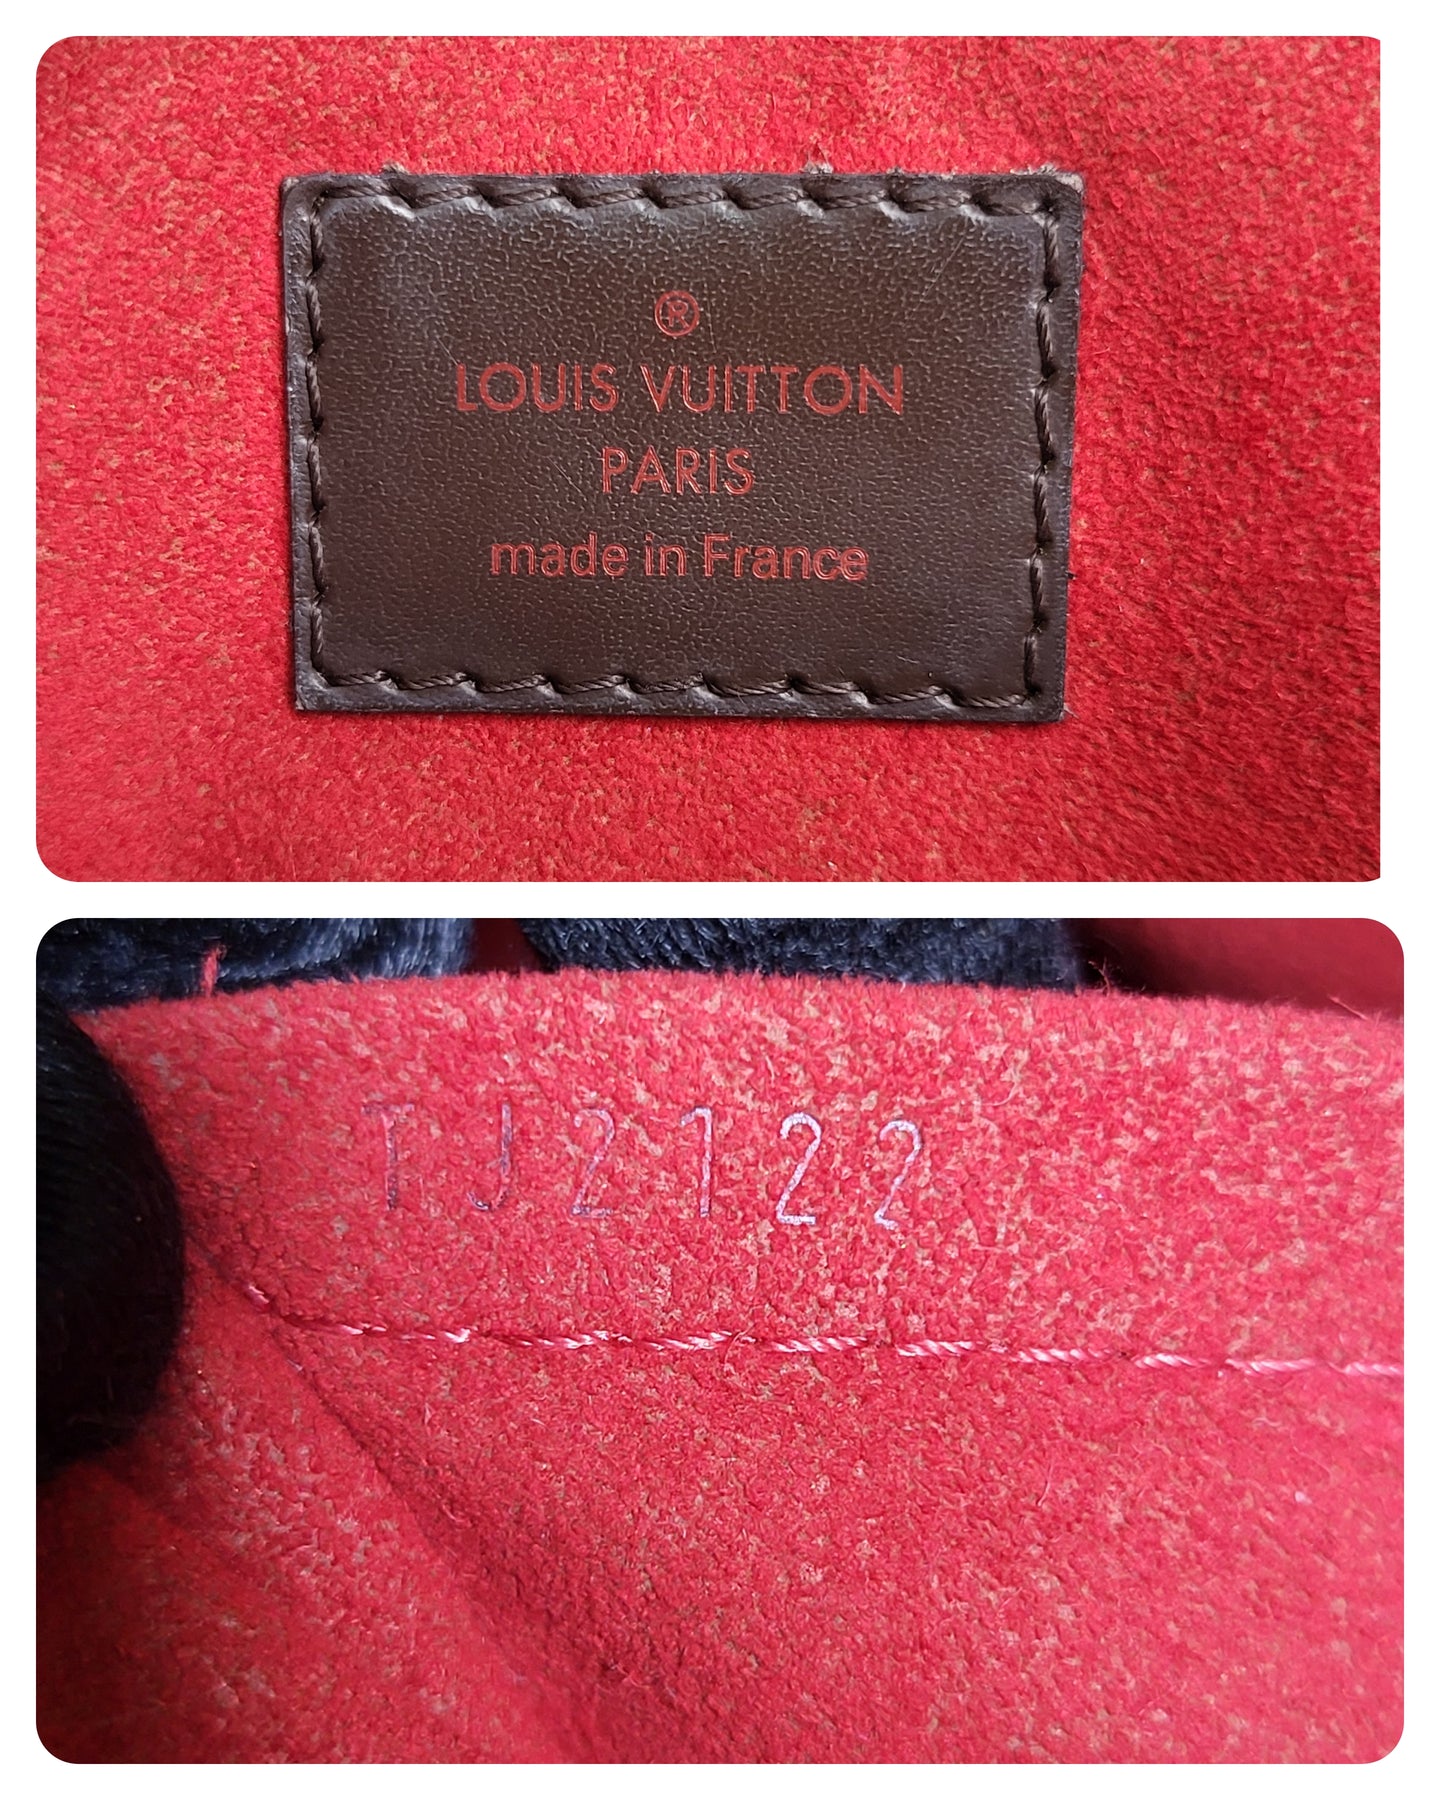 ®
LOUIS VUITTON
PARIS
made in France
TJ2122